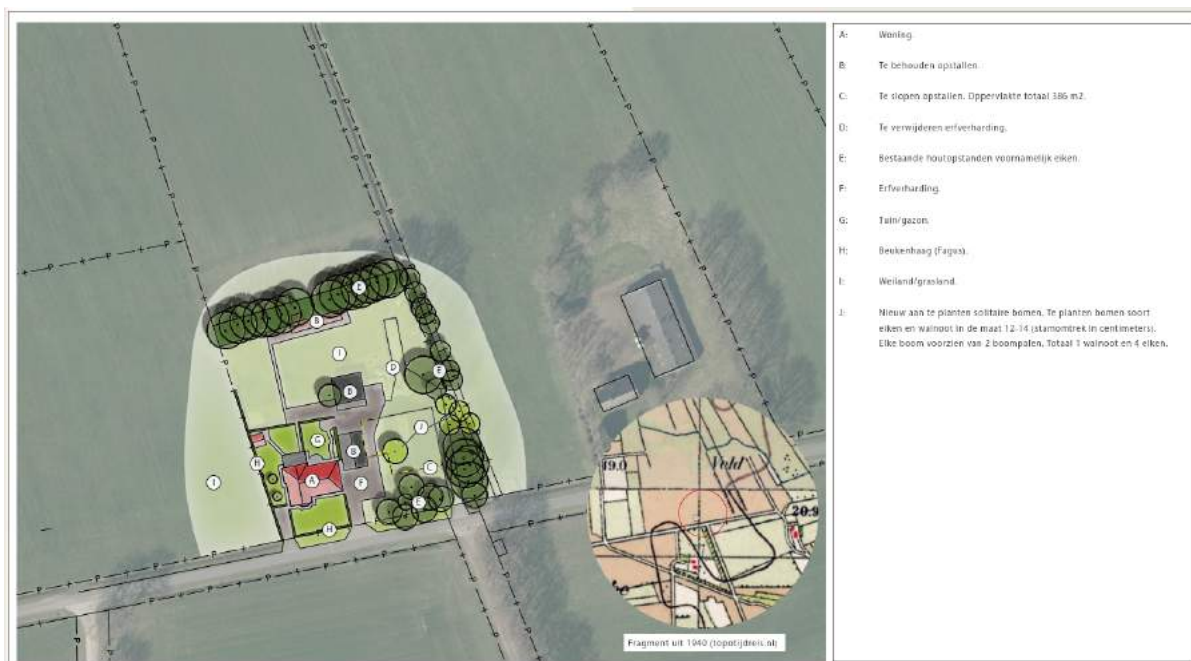 A: Woning.
B: Te behouden opstallen
C: Te slopen opstallen. Oppervlakte totaal 386 m2.
D: Te verwijderen erfverharding.
E: Bestaande houtopstanden voornamelijk eiken.
F: Erfverharding.
G: Tuin/gazon.
H: Beukenhaag (Fagus).
I: Weiland/grasland.
J: Nieuw aan te planten solitaire bomen. Te planten bomen soort
eiken en walnoot in de maat 12-14 (stamomtrek in centimeters).
Elke boom voorzien van 2 boompalen. Totaal 1 walnoot en 4 eiken.
E
B
I
D
E
B
J
G
B
H
C
A
I
F
E
H
19.0
Veld
20.9
Fragment uit 1940 (topotijdreis.nl)